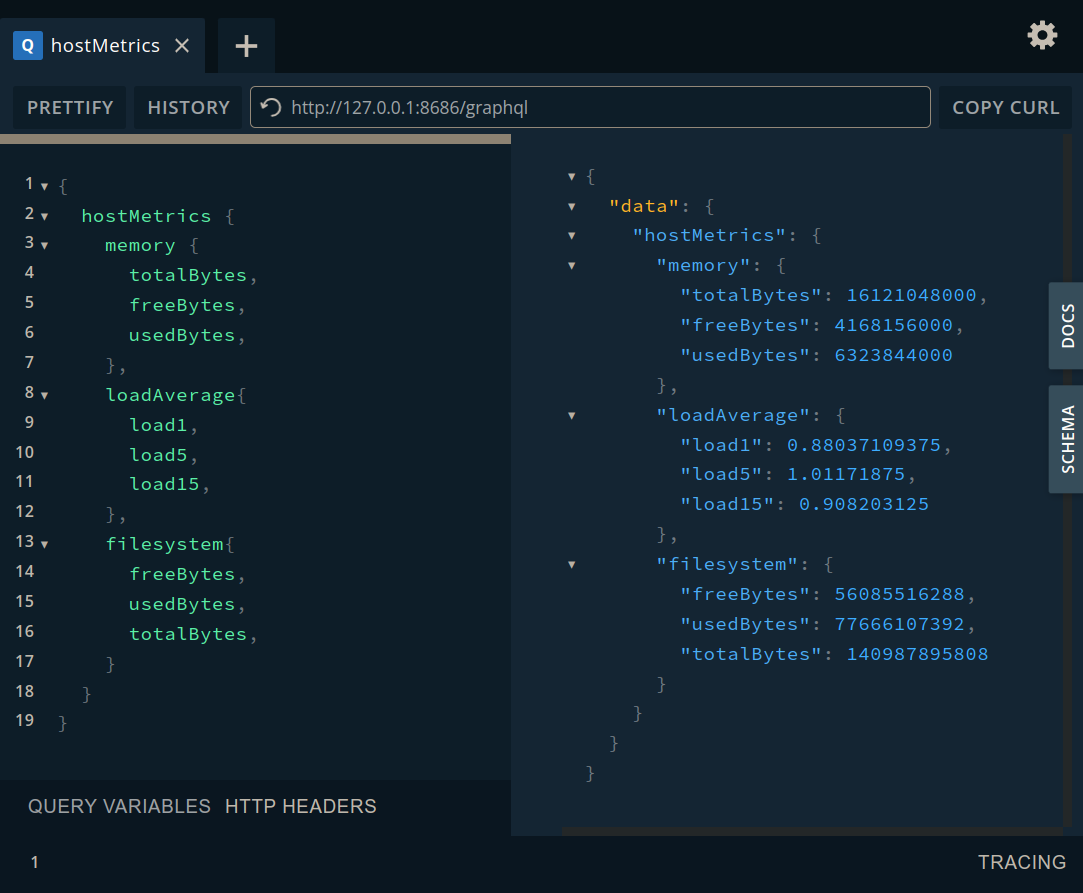 Q hostMetrics
PRETTIFY HISTORY http://127.0.0.1:8686/graphql COPY CURL
1 {
2 hostMetrics {
3 memory {
4 totalBytes,
5 freeBytes,
6 usedBytes,
7 },
8 loadAverage{
9 load1,
10 load5,
11 load15,
12 },
13 filesystem{
14 freeBytes,
15 usedBytes,
16 totalBytes,
17 }
18 }
19 }
{
"data": {
"hostMetrics": {
"memory": {
"totalBytes": 16121048000,
"freeBytes": 4168156000,
"usedBytes": 6323844000
},
"loadAverage": {
"load1": 0.88037109375,
"load5": 1.01171875,
"load15": 0.908203125
},
"filesystem": {
"freeBytes": 56085516288,
"usedBytes": 77666107392,
"totalBytes": 140987895808
}
}
}
}
DOCS
SCHEMA
QUERY VARIABLES HTTP HEADERS
1
TRACING